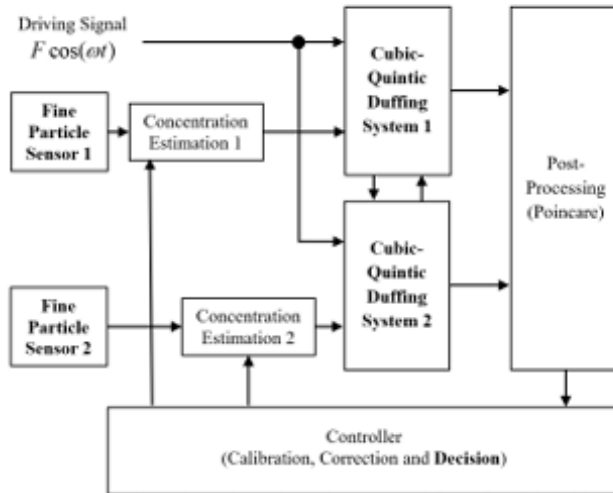 Driving Signal
F cos(ωt)
Cubic-
Quintic
Duffing
System 1
Fine
Particle
Sensor 1
Concentration
Estimation 1
Post-
Processing
(Poincare)
Cubic-
Quintic
Duffing
System 2
Fine
Particle
Sensor 2
Concentration
Estimation 2
Controller
(Calibration, Correction and Decision)